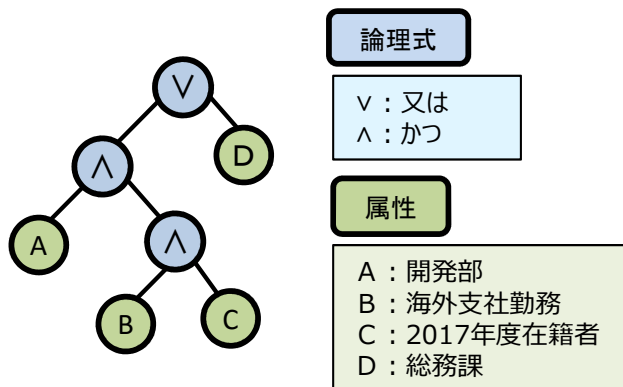 ∨
∧
D
A
∧
B
C
論理式
∨：又は
∧：かつ
属性
A：開発部
B：海外支社勤務
C：2017年度在籍者
D：総務課